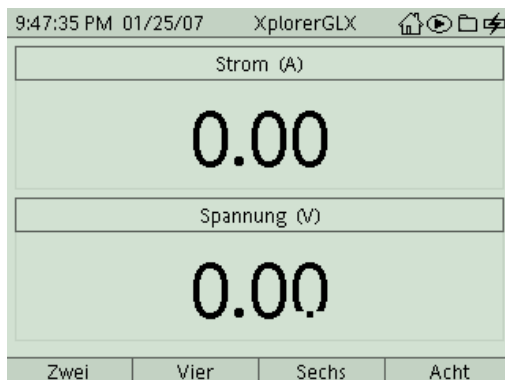 9:47:35 PM 01/25/07 XplorerGLX
Strom (A)
0.00
Spannung (V)
0.00
Zwei Vier Sechs Acht